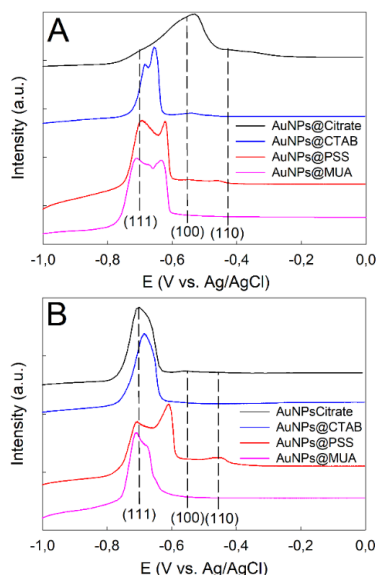 A
Intensity (a.u.)
AuNPs@Citrate
AuNPs@CTAB
AuNPs@PSS
AuNPs@MUA
(111)
(100)
(110)
-1,0 -0,8 -0,6 -0,4 -0,2 0,0
E (V vs. Ag/AgCl)
B
Intensity (a.u.)
AuNPsCitrate
AuNPs@CTAB
AuNPs@PSS
AuNPs@MUA
(111) (100) (110)
-1,0 -0,8 -0,6 -0,4 -0,2 0,0
E (V vs. Ag/AgCl)